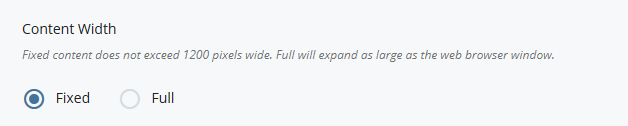 Content Width
Fixed content does not exceed 1200 pixels wide. Full will expand as large as the web browser window.
Fixed Full